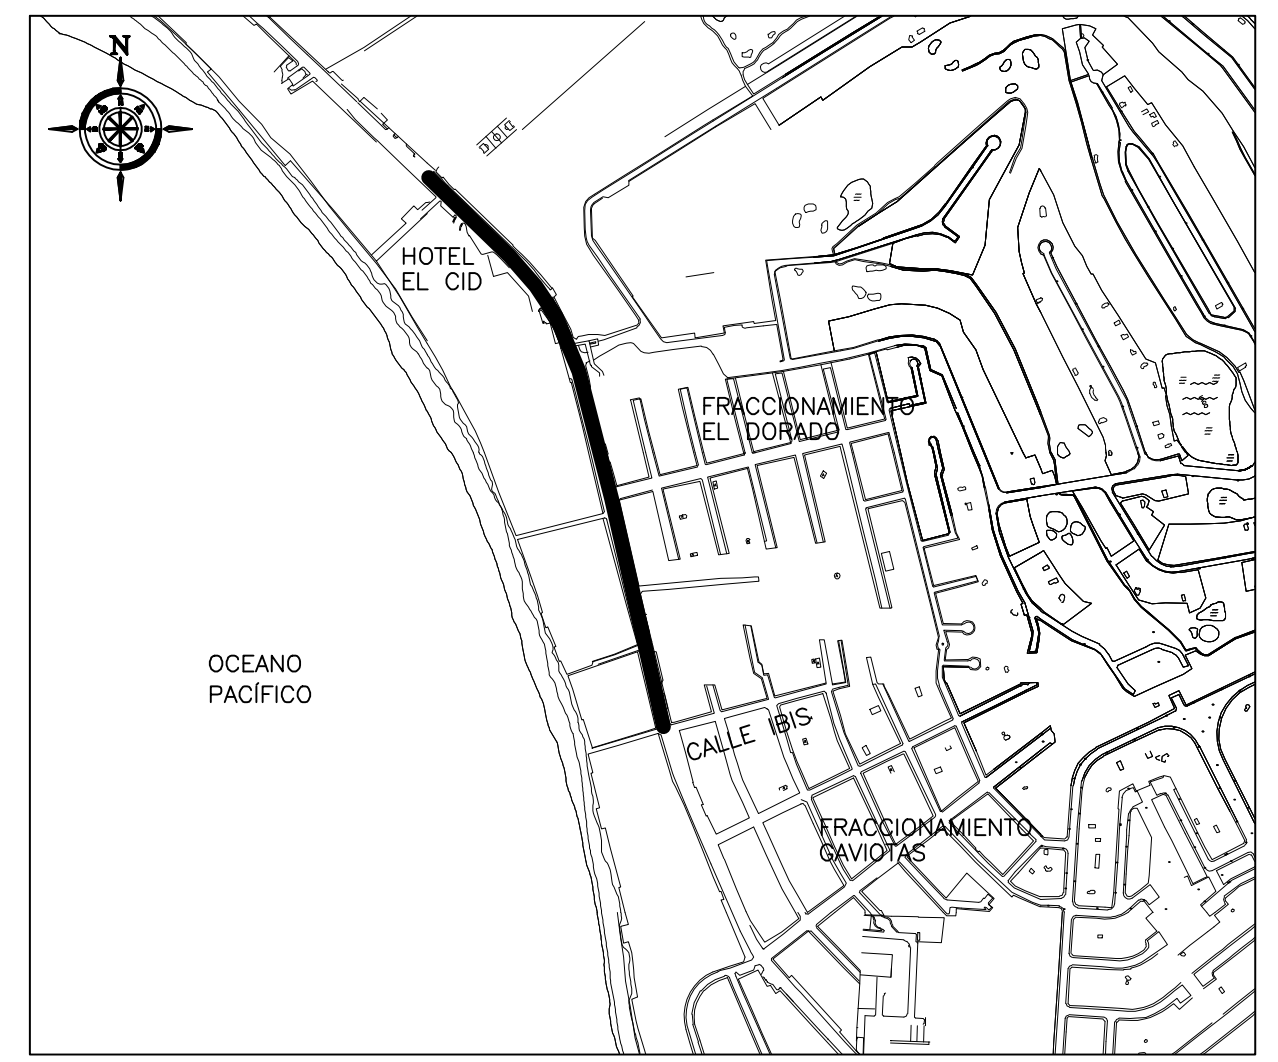 N
HOTEL
EL CID
FRACCIONAMIENTO
EL DORADO
OCEANO
PACÍFICO
CALLE IBIS
FRACCIONAMIENTO
GAVIOTAS